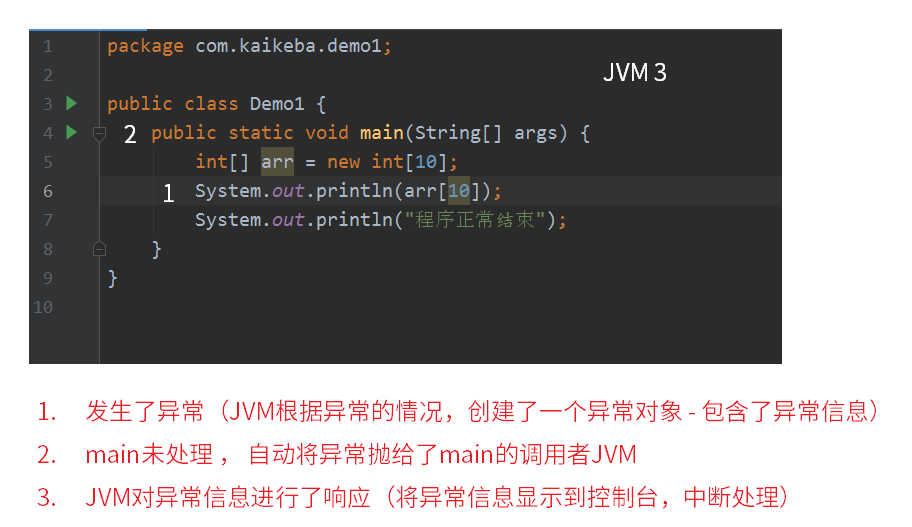 1 package com.kaikeba.demo1;
2 JVM 3
3 public class Demo1 {
4 2 public static void main(String[] args) {
5 int[] arr = new int[10];
6 1 System.out.println(arr[10]);
7 System.out.println("程序正常结束");
8 }
9 }
10
1. 发生了异常（JVM根据异常的情况，创建了一个异常对象 - 包含了异常信息）
2. main未处理 ， 自动将异常抛给了main的调用者JVM
3. JVM对异常信息进行了响应（将异常信息显示到控制台，中断处理）